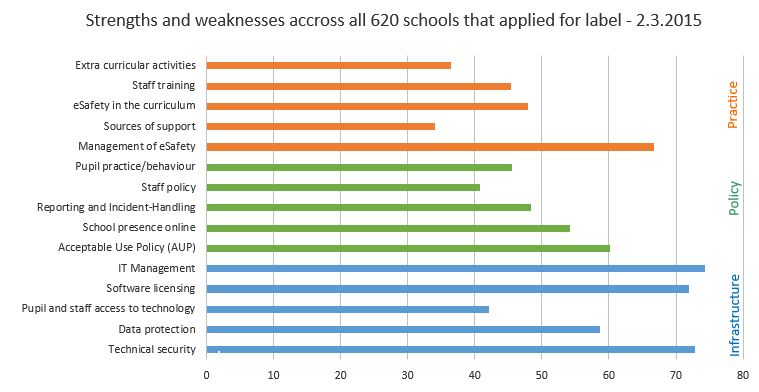 Strengths and weaknesses accross all 620 schools that applied for label - 2.3.2015
Extra curricular activities
Staff training
eSafety in the curriculum
Sources of support
Management of eSafety
Pupil practice/behaviour
Staff policy
Reporting and Incident-Handling
School presence online
Acceptable Use Policy (AUP)
IT Management
Software licensing
Pupil and staff access to technology
Data protection
Technical security
Practice
Policy
Infrastructure
0 10 20 30 40 50 60 70 80